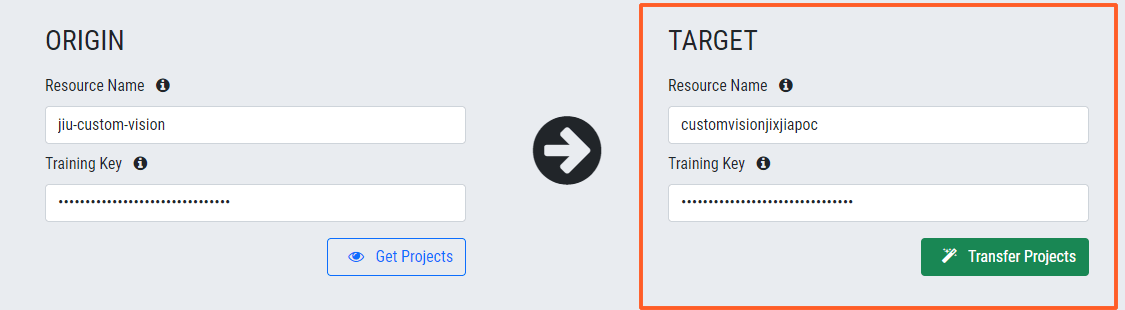 ORIGIN
Resource Name
jiu-custom-vision
Training Key
••••••••••••••••••••••••••••••••
Get Projects
TARGET
Resource Name
customvisionjixjiapoc
Training Key
••••••••••••••••••••••••••••••••
Transfer Projects